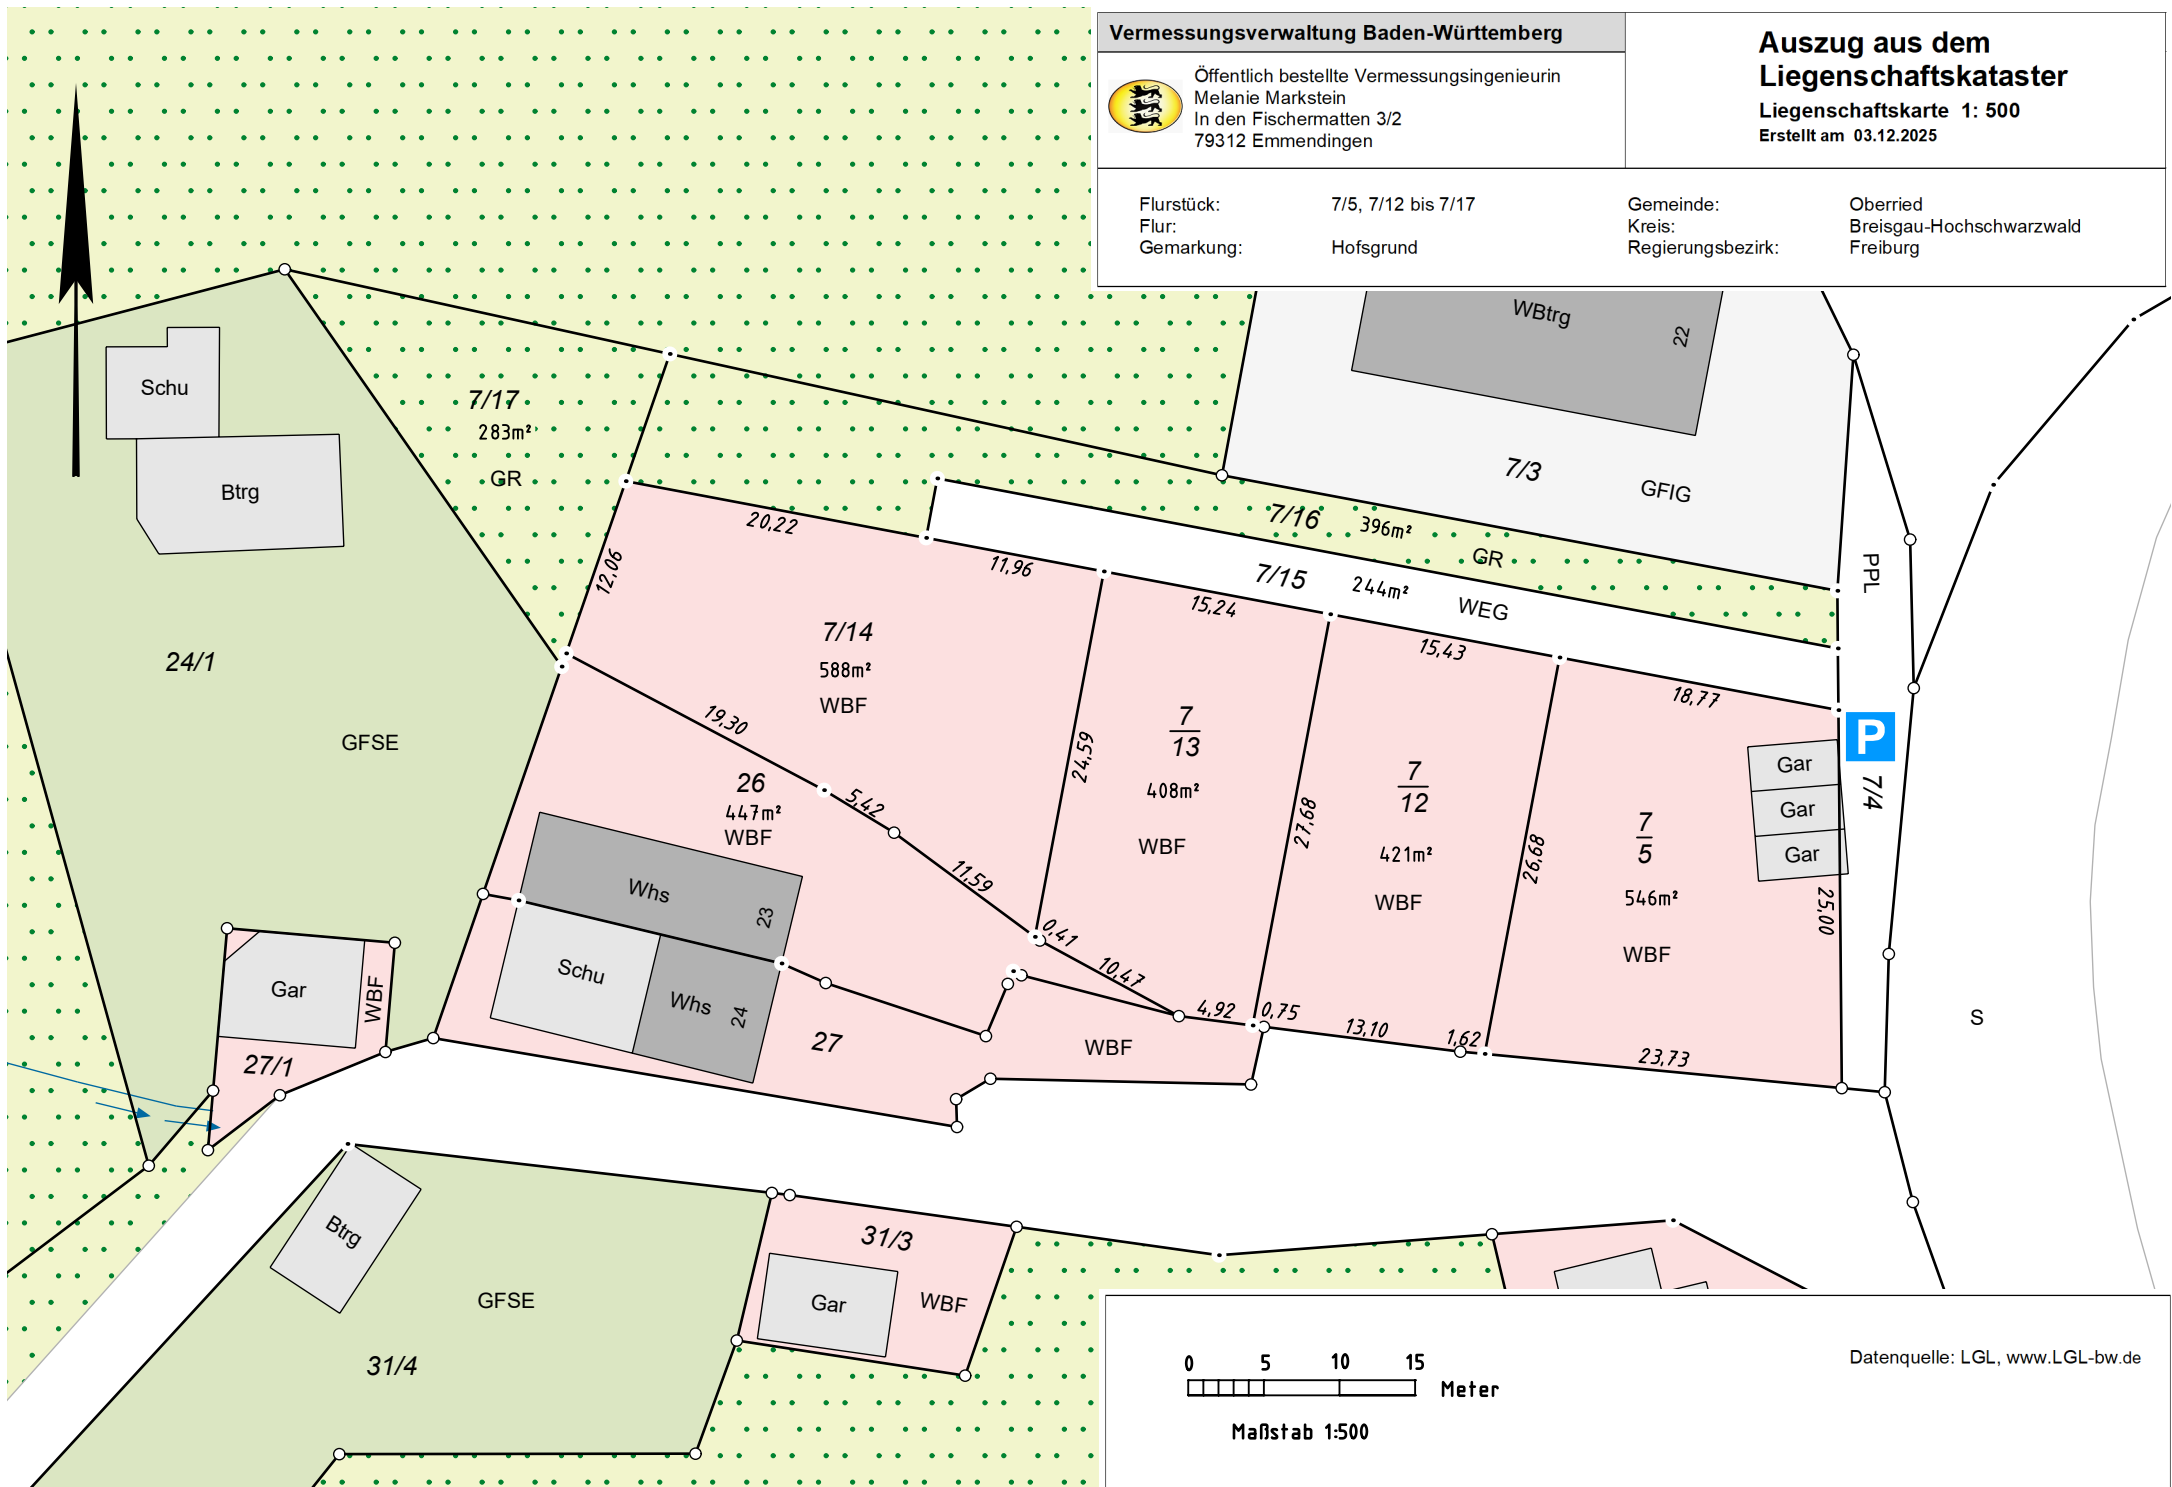 Vermessungsverwaltung Baden-Württemberg
Öffentlich bestellte Vermessungsingenieurin
Melanie Markstein
In den Fischermatten 3/2
79312 Emmendingen
Auszug aus dem
Liegenschaftskataster
Liegenschaftskarte 1: 500
Erstellt am 03.12.2025
Flurstück: 7/5, 7/12 bis 7/17
Flur:
Gemarkung: Hofsgrund
Gemeinde: Oberried
Kreis: Breisgau-Hochschwarzwald
Regierungsbezirk: Freiburg
WBtrg
22
Schu
Btrg
7/17
283m²
GR
7/3
GFIG
20,22
7/16
396m²
GR
12,06
11,96
7/15
244m²
WEG
PPL
15,24
15,43
18,77
24/1
GFSE
7/14
588m²
WBF
19,30
7
13
408m²
WBF
24,59
7
12
421m²
WBF
27,68
26,68
7
5
546m²
WBF
Gar
Gar
Gar
P
7/4
25,00
26
447m²
WBF
5,42
11,59
0,41
10,47
4,92
0,75
13,10
1,62
23,73
Whs
23
Schu
Whs
24
27
WBF
S
Gar
WBF
27/1
Btrg
GFSE
31/4
31/3
Gar
WBF
0 5 10 15
Meter
Maßstab 1:500
Datenquelle: LGL, www.LGL-bw.de